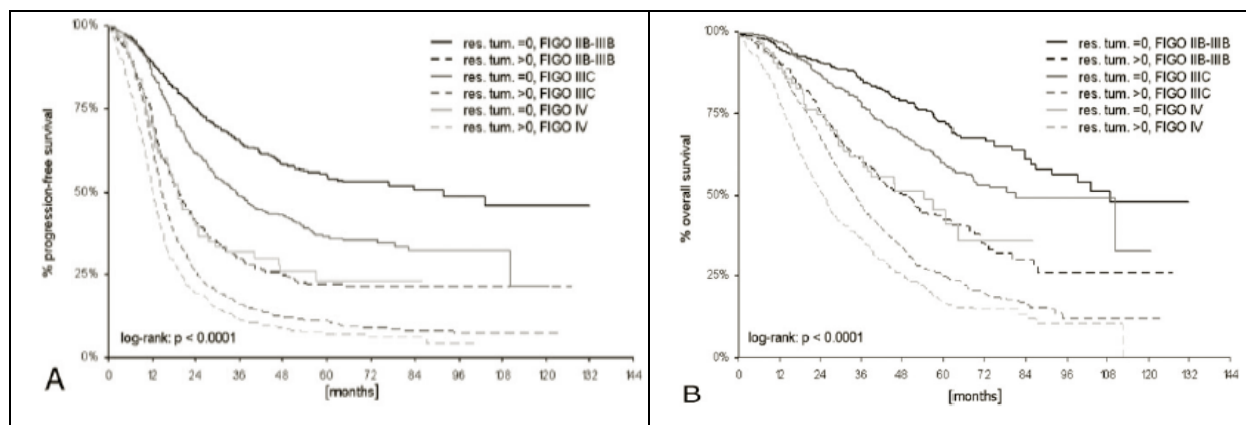 100%
75%
50%
25%
0%
% progression-free survival
res. tum. =0, FIGO IIB-IIIB
res. tum. >0, FIGO IIB-IIIB
res. tum. =0, FIGO IIIC
res. tum. >0, FIGO IIIC
res. tum. =0, FIGO IV
res. tum. >0, FIGO IV
log-rank: p < 0.0001
0 12 24 36 48 60 72 84 96 108 120 132 144
[months]
A
100%
75%
50%
25%
0%
% overall survival
res. tum. =0, FIGO IIB-IIIB
res. tum. >0, FIGO IIB-IIIB
res. tum. =0, FIGO IIIC
res. tum. >0, FIGO IIIC
res. tum. =0, FIGO IV
res. tum. >0, FIGO IV
log-rank: p < 0.0001
0 12 24 36 48 60 72 84 96 108 120 132 144
[months]
B